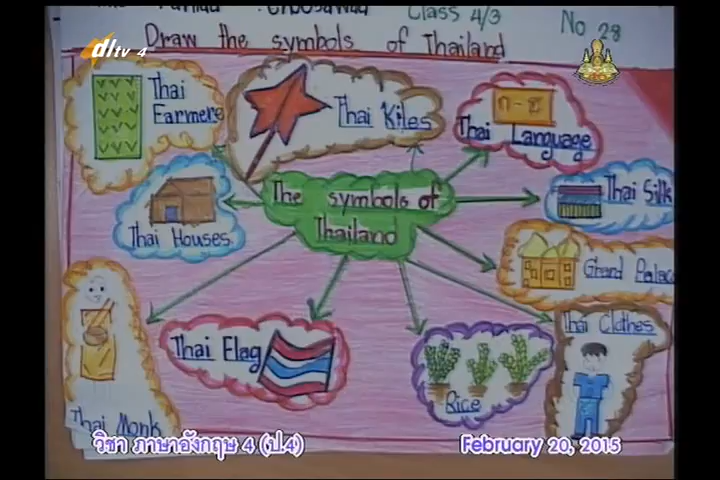 Class 4/3
No 28
dltv 4
Draw the symbols of Thailand
Thai
Farmere
Thai Kites
ก-ฮ
Thai Language
The symbols of
Thailand
Thai Silk
Thai Houses
Grand Palace
Thai Clothes
Thai Flag
Rice
Thai Monk
วิชา ภาษาอังกฤษ 4 (ป.4)
February 20, 2015